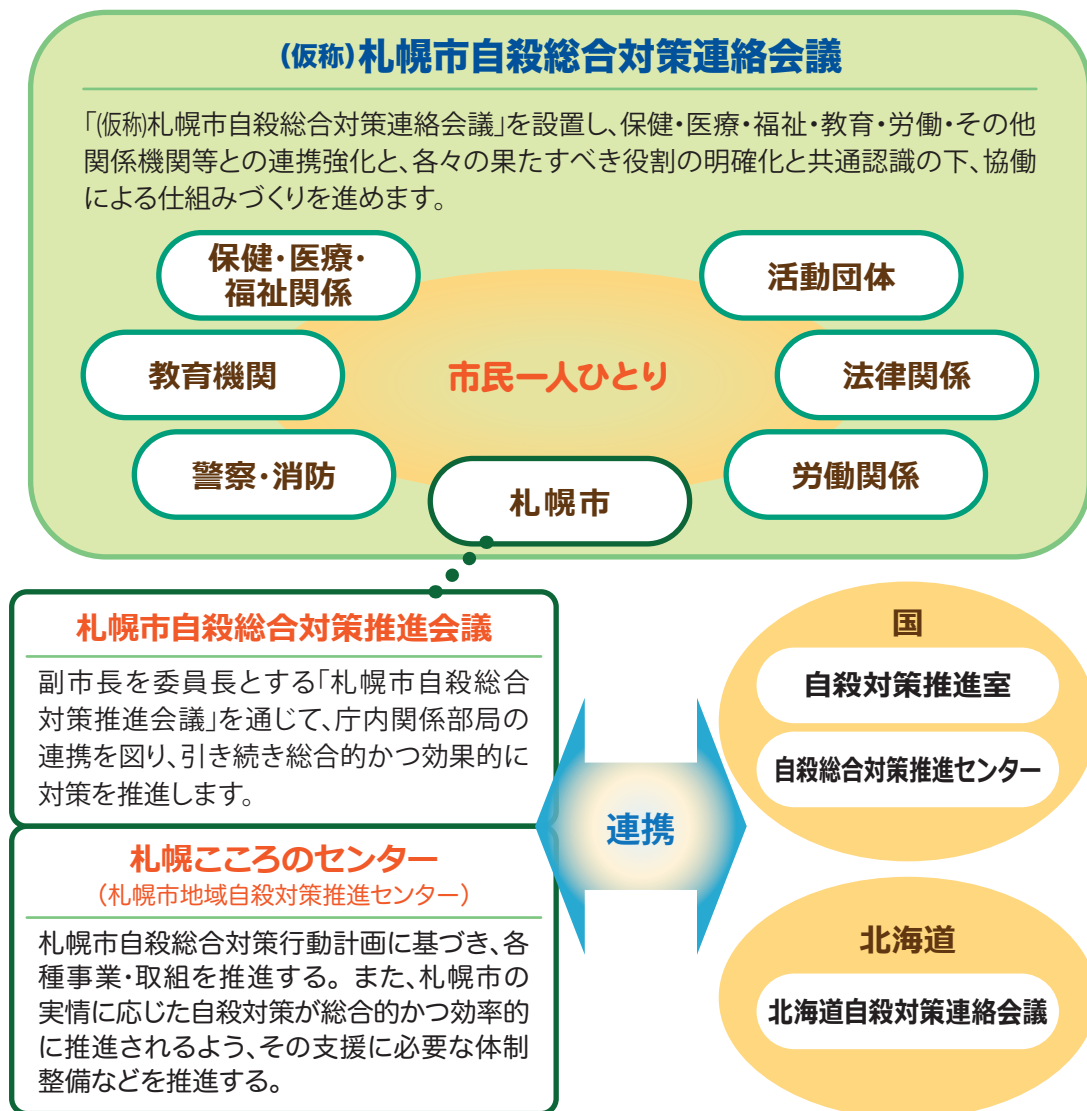 (仮称)札幌市自殺総合対策連絡会議
「(仮称)札幌市自殺総合対策連絡会議」を設置し、保健・医療・福祉・教育・労働・その他
関係機関等との連携強化と、各々の果たすべき役割の明確化と共通認識の下、協働
による仕組みづくりを進めます。
保健・医療・
福祉関係
活動団体
教育機関
市民一人ひとり
法律関係
警察・消防
労働関係
札幌市
札幌市自殺総合対策推進会議
副市長を委員長とする「札幌市自殺総合
対策推進会議」を通じて、庁内関係部局の
連携を図り、引き続き総合的かつ効果的に
対策を推進します。
札幌こころのセンター
(札幌市地域自殺対策推進センター)
札幌市自殺総合対策行動計画に基づき、各
種事業・取組を推進する。また、札幌市の
実情に応じた自殺対策が総合的かつ効率的
に推進されるよう、その支援に必要な体制
整備などを推進する。
連携
国
自殺対策推進室
自殺総合対策推進センター
北海道
北海道自殺対策連絡会議